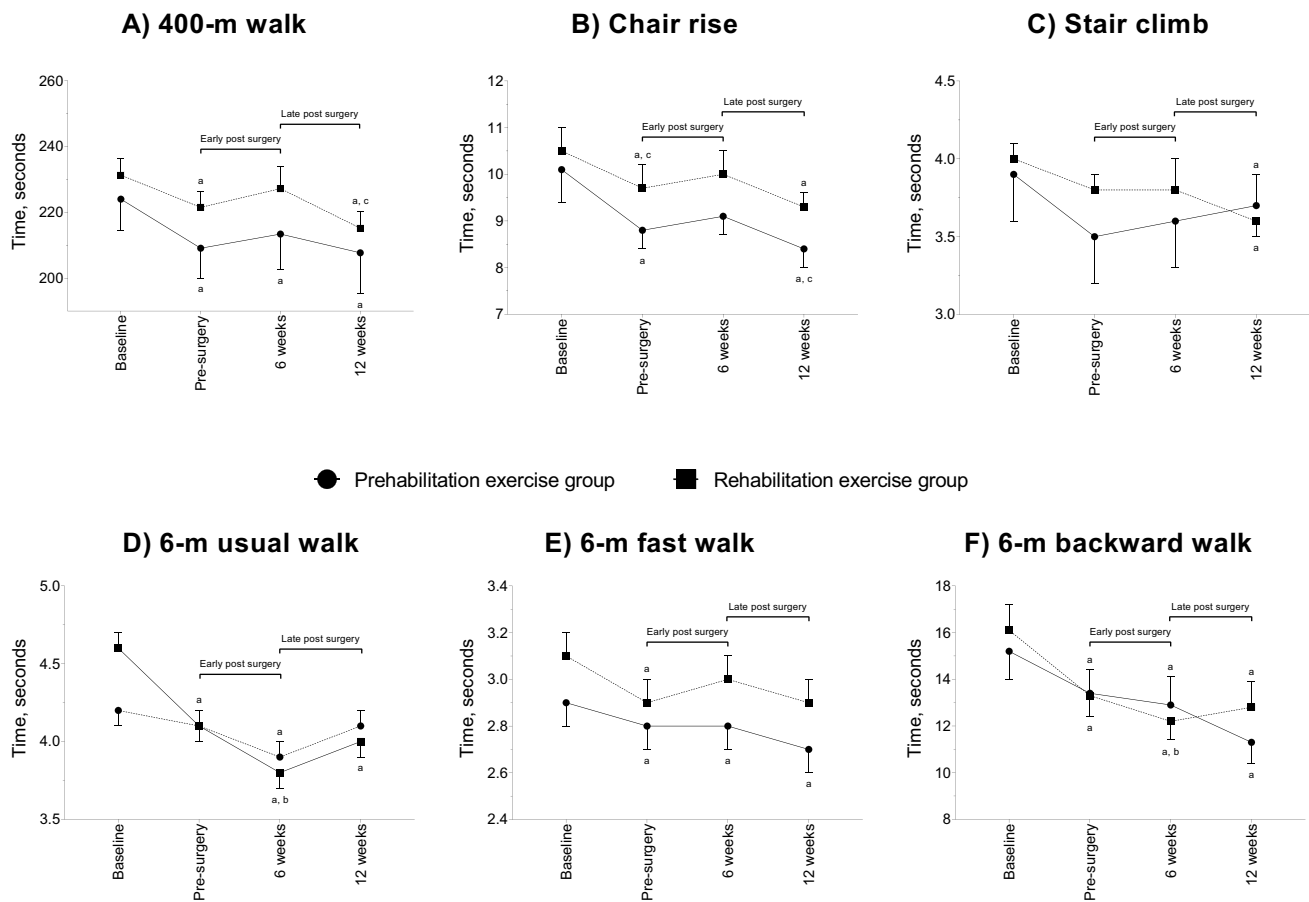 A) 400-m walk
B) Chair rise
C) Stair climb
Time, seconds
260
240
220
200
Early post surgery
Late post surgery
a
a
a
a, c
a
Baseline
Pre-surgery
6 weeks
12 weeks
Time, seconds
12
11
10
9
8
7
Early post surgery
Late post surgery
a, c
a
a
a, c
Baseline
Pre-surgery
6 weeks
12 weeks
Time, seconds
4.5
4.0
3.5
3.0
Early post surgery
Late post surgery
a
a
Baseline
Pre-surgery
6 weeks
12 weeks
Prehabilitation exercise group
Rehabilitation exercise group
D) 6-m usual walk
E) 6-m fast walk
F) 6-m backward walk
Time, seconds
5.0
4.5
4.0
3.5
Early post surgery
Late post surgery
a
a
a, b
a
Baseline
Pre-surgery
6 weeks
12 weeks
Time, seconds
3.4
3.2
3.0
2.8
2.6
2.4
Early post surgery
Late post surgery
a
a
a
a
Baseline
Pre-surgery
6 weeks
12 weeks
Time, seconds
18
16
14
12
10
8
Early post surgery
Late post surgery
a
a
a
a, b
a
a
Baseline
Pre-surgery
6 weeks
12 weeks